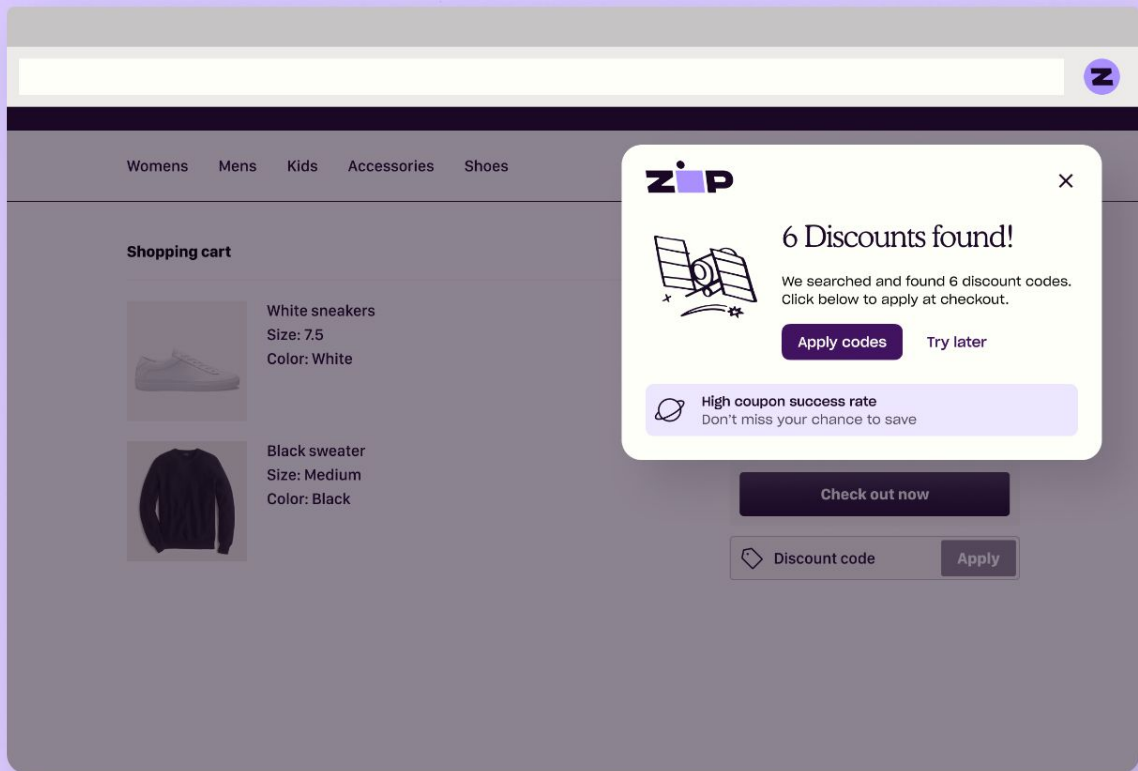 Z
Womens Mens Kids Accessories Shoes
Shopping cart
White sneakers
Size: 7.5
Color: White
Black sweater
Size: Medium
Color: Black
ZIP
6 Discounts found!
We searched and found 6 discount codes.
Click below to apply at checkout.
Apply codes Try later
High coupon success rate
Don't miss your chance to save
Check out now
Discount code Apply